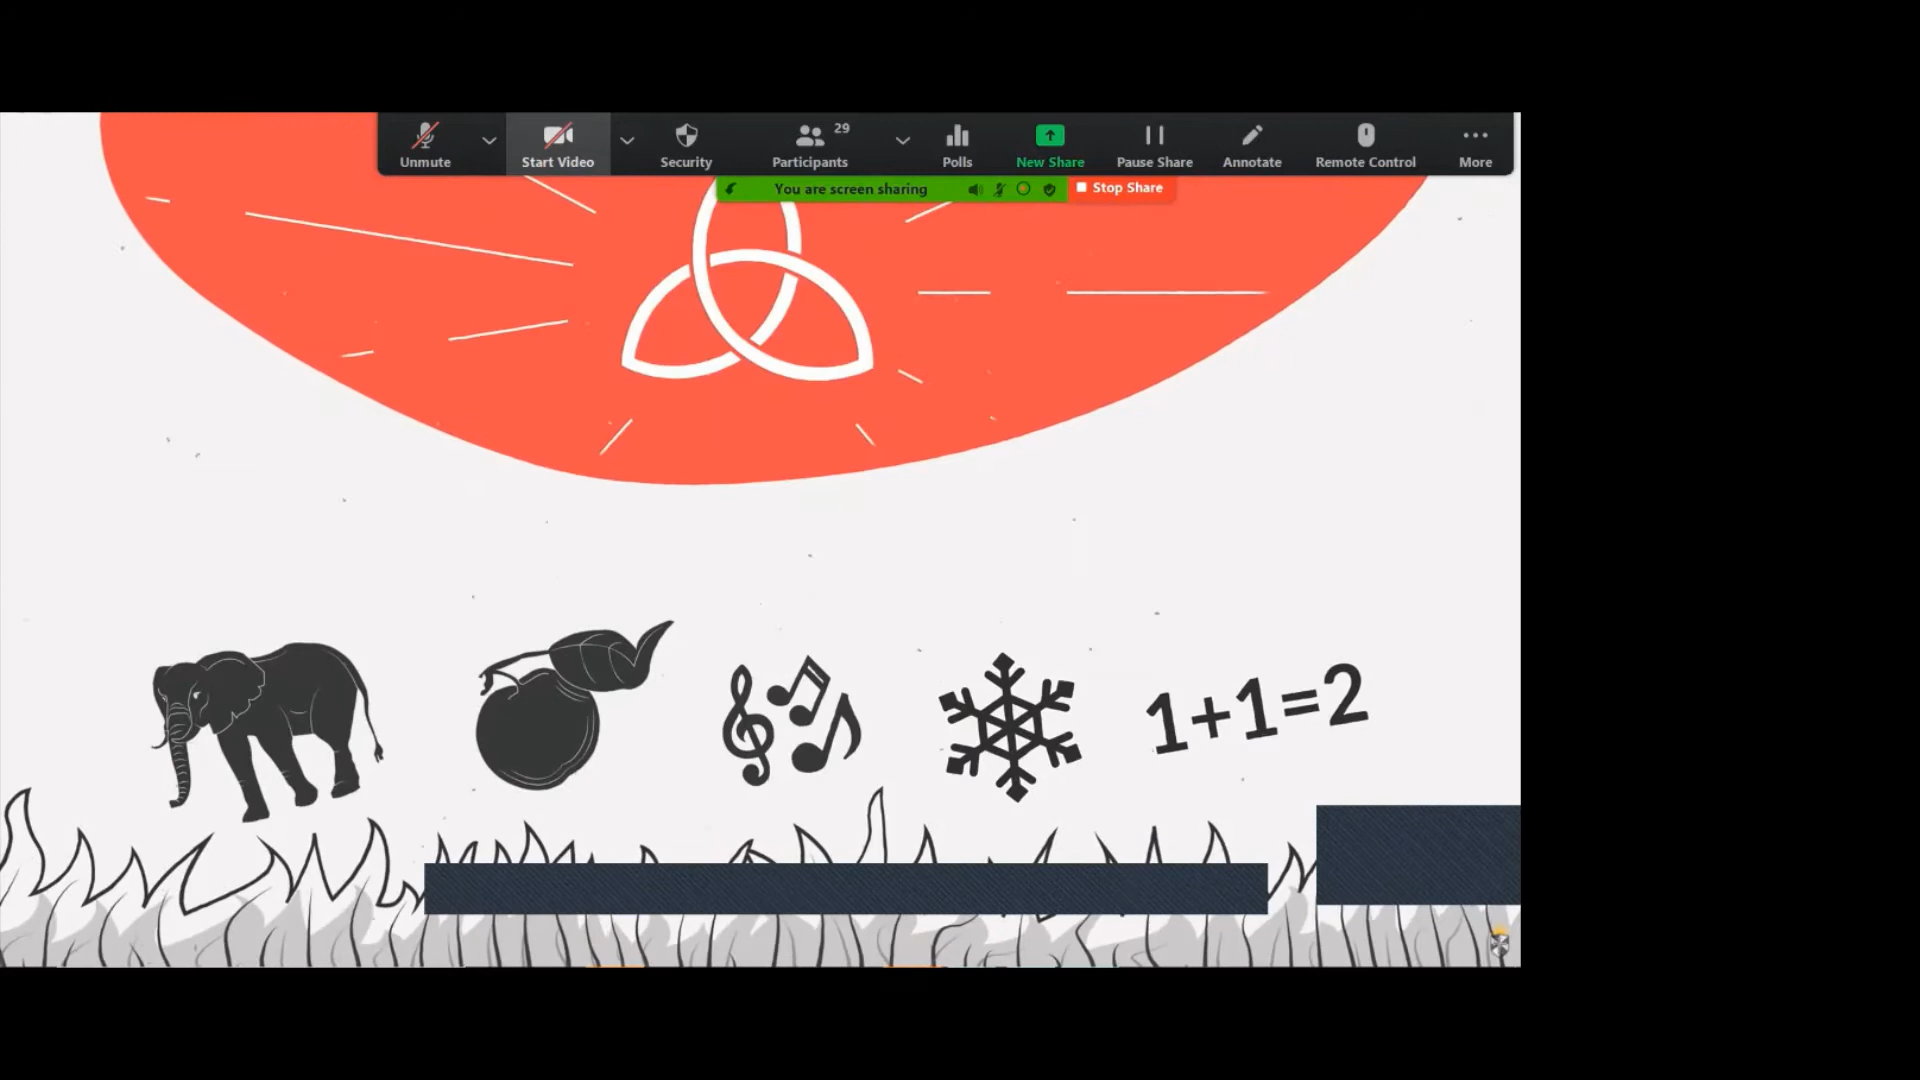 29
Unmute
Start Video
Security
Participants
Polls
New Share
Pause Share
Annotate
Remote Control
More
You are screen sharing
Stop Share
1+1=2